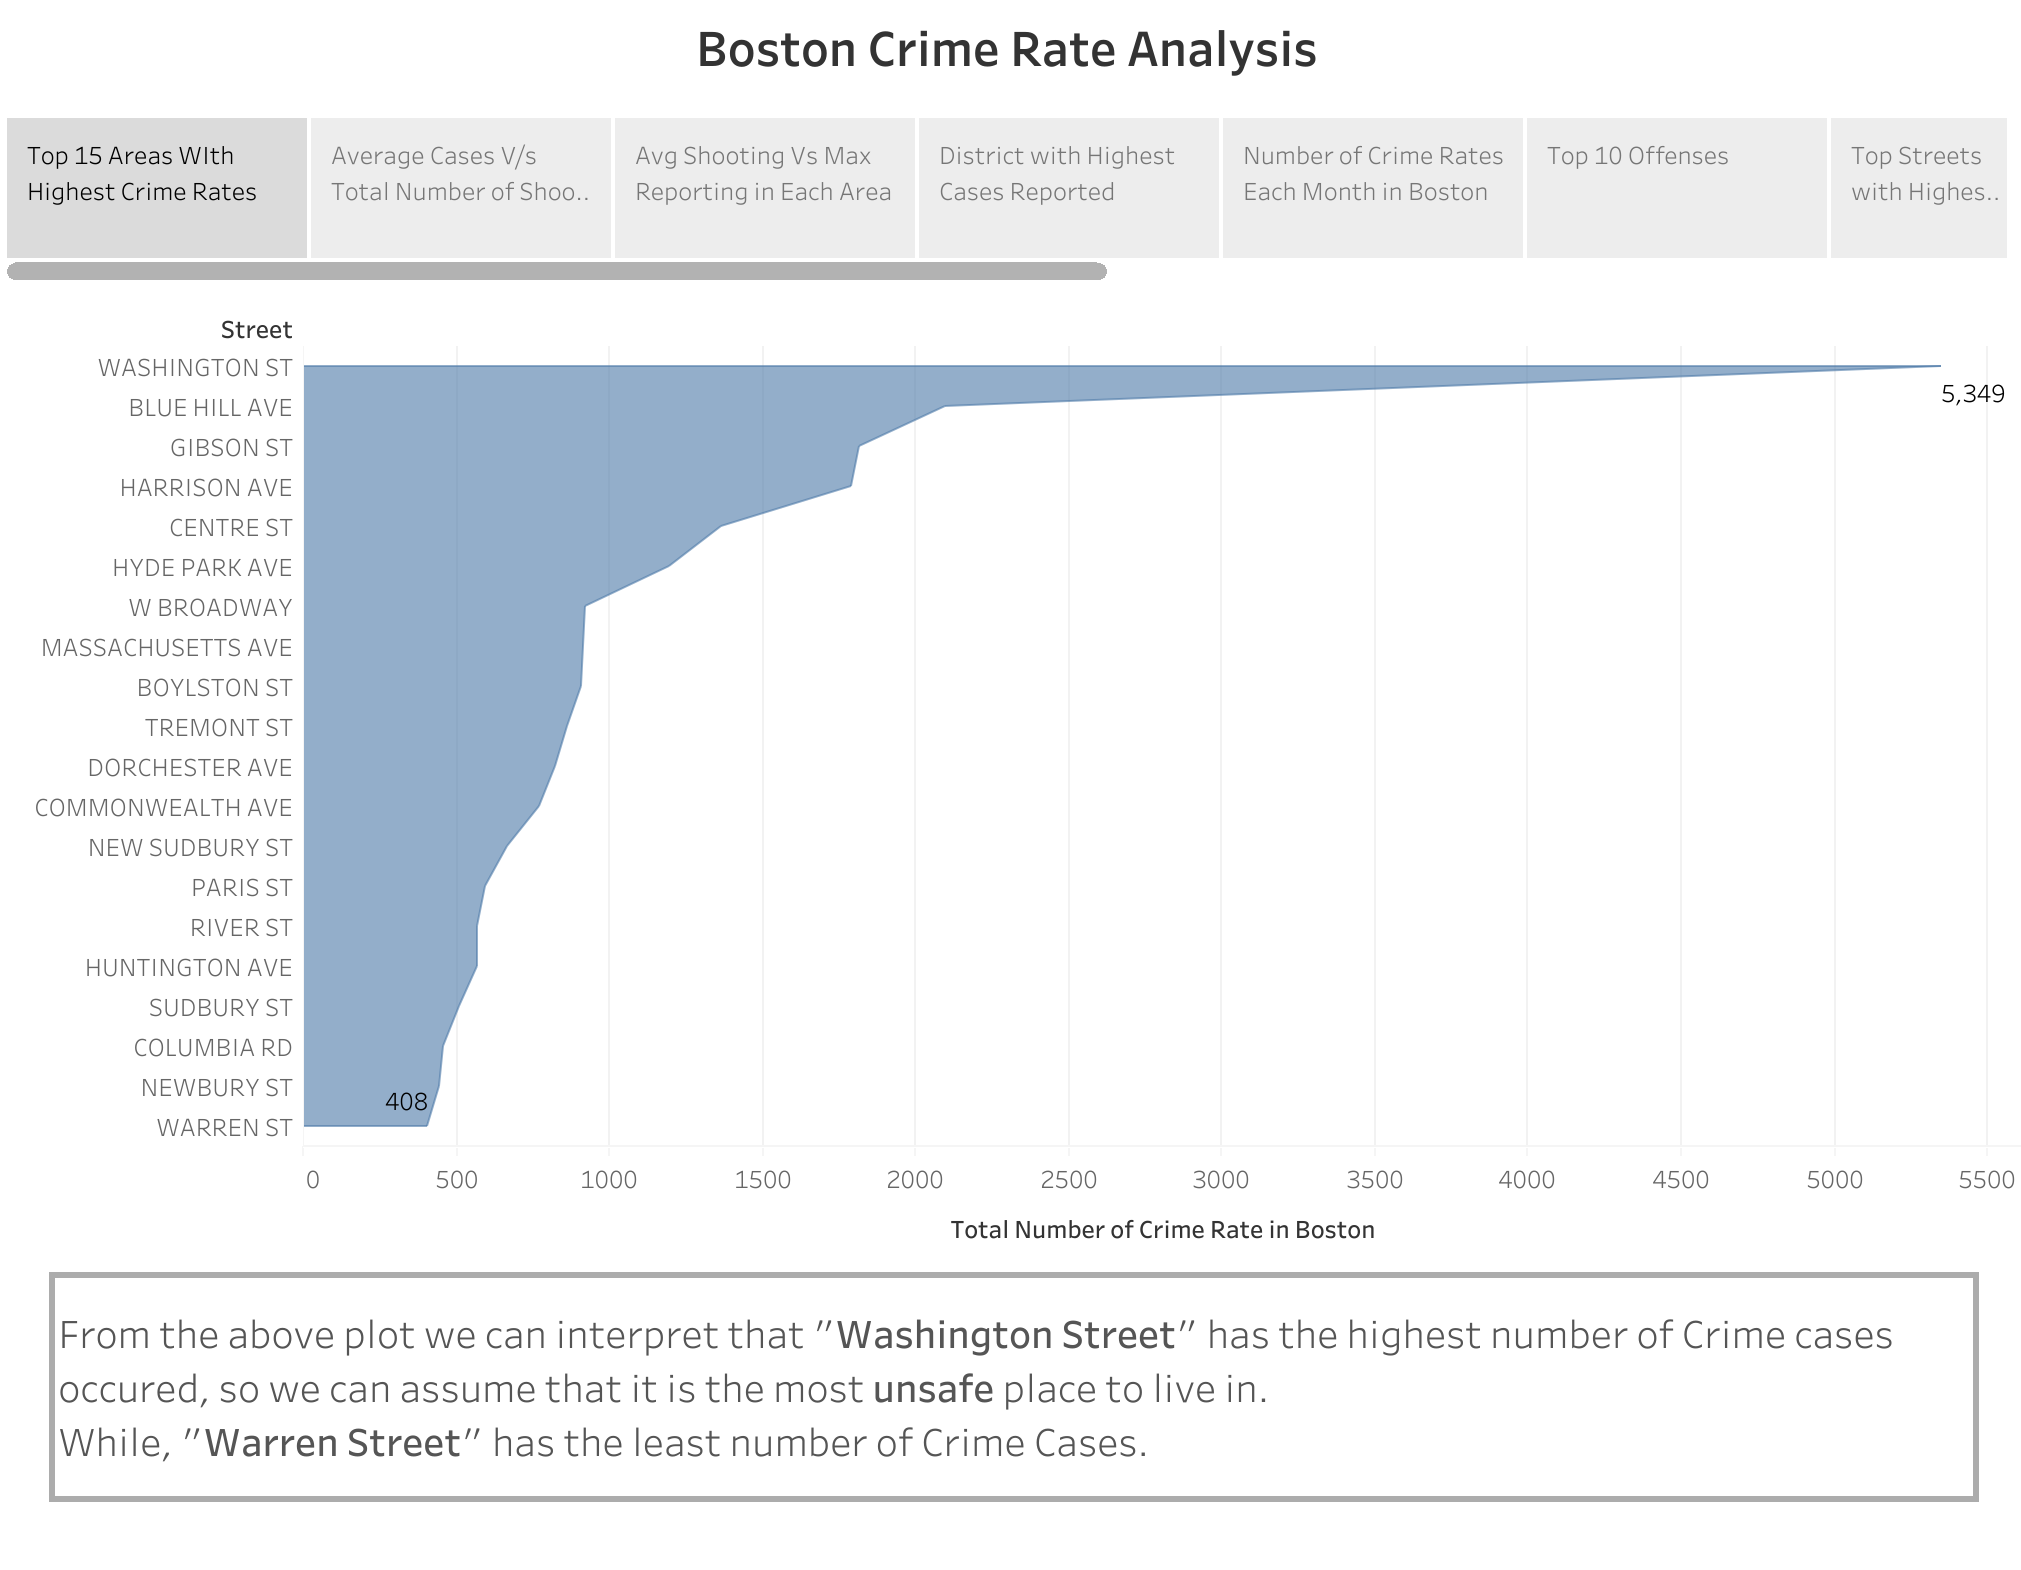 Boston Crime Rate Analysis
Top 15 Areas WIth
Highest Crime Rates
Average Cases V/s
Total Number of Shoo..
Avg Shooting Vs Max
Reporting in Each Area
District with Highest
Cases Reported
Number of Crime Rates
Each Month in Boston
Top 10 Offenses
Top Streets
with Highes..
Street
WASHINGTON ST
5,349
BLUE HILL AVE
GIBSON ST
HARRISON AVE
CENTRE ST
HYDE PARK AVE
W BROADWAY
MASSACHUSETTS AVE
BOYLSTON ST
TREMONT ST
DORCHESTER AVE
COMMONWEALTH AVE
NEW SUDBURY ST
PARIS ST
RIVER ST
HUNTINGTON AVE
SUDBURY ST
COLUMBIA RD
NEWBURY ST
408
WARREN ST
0 500 1000 1500 2000 2500 3000 3500 4000 4500 5000 5500
Total Number of Crime Rate in Boston
From the above plot we can interpret that "Washington Street" has the highest number of Crime cases
occured, so we can assume that it is the most unsafe place to live in.
While, "Warren Street" has the least number of Crime Cases.